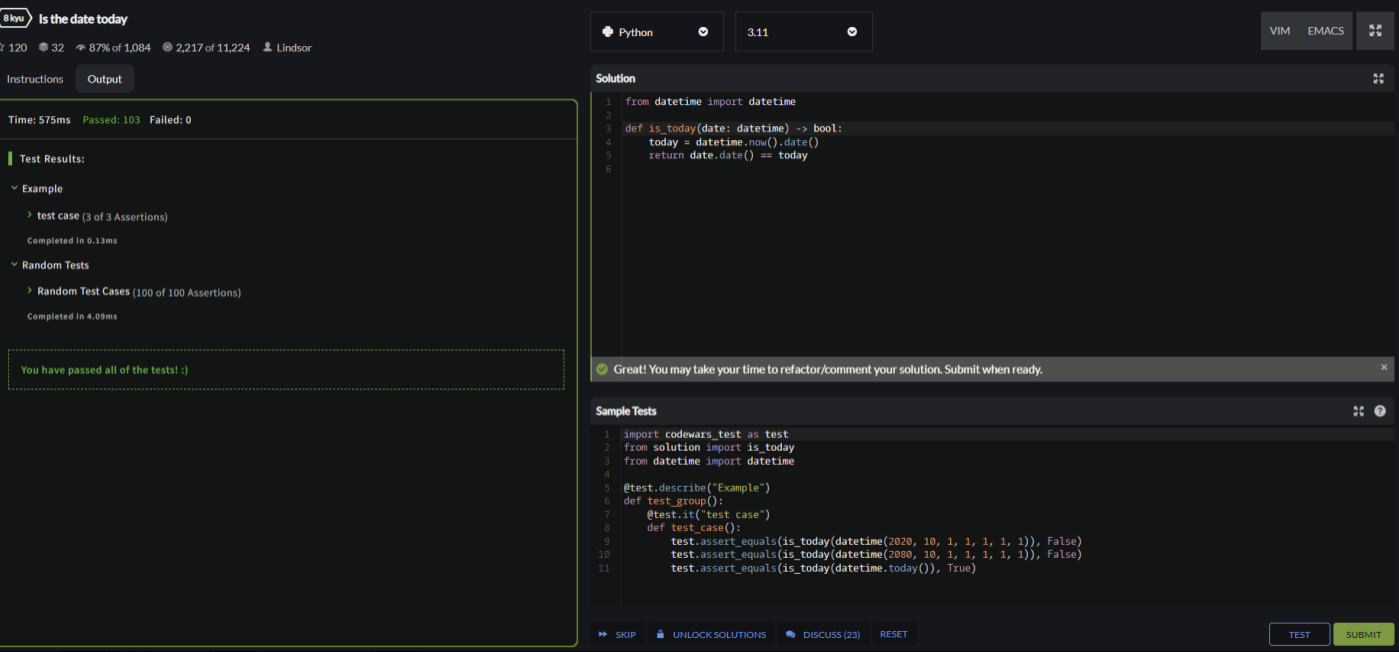 8 kyu Is the date today
120 32 87% of 1,084 2,217 of 11,224 Lindsor
Instructions Output
Time: 575ms Passed: 103 Failed: 0
Test Results:
Example
test case (3 of 3 Assertions)
Completed in 0.13ms
Random Tests
Random Test Cases (100 of 100 Assertions)
Completed in 4.09ms
You have passed all of the tests! :)
Python 3.11 VIM EMACS
Solution
1 from datetime import datetime
2
3 def is_today(date: datetime) -> bool:
4     today = datetime.now().date()
5     return date.date() == today
6
Great! You may take your time to refactor/comment your solution. Submit when ready.
Sample Tests
1 import codewars_test as test
2 from solution import is_today
3 from datetime import datetime
4
5 @test.describe("Example")
6 def test_group():
7     @test.it("test case")
8     def test_case():
9         test.assert_equals(is_today(datetime(2020, 10, 1, 1, 1, 1, 1)), False)
10         test.assert_equals(is_today(datetime(2080, 10, 1, 1, 1, 1, 1)), False)
11         test.assert_equals(is_today(datetime.today()), True)
SKIP UNLOCK SOLUTIONS DISCUSS (23) RESET TEST SUBMIT